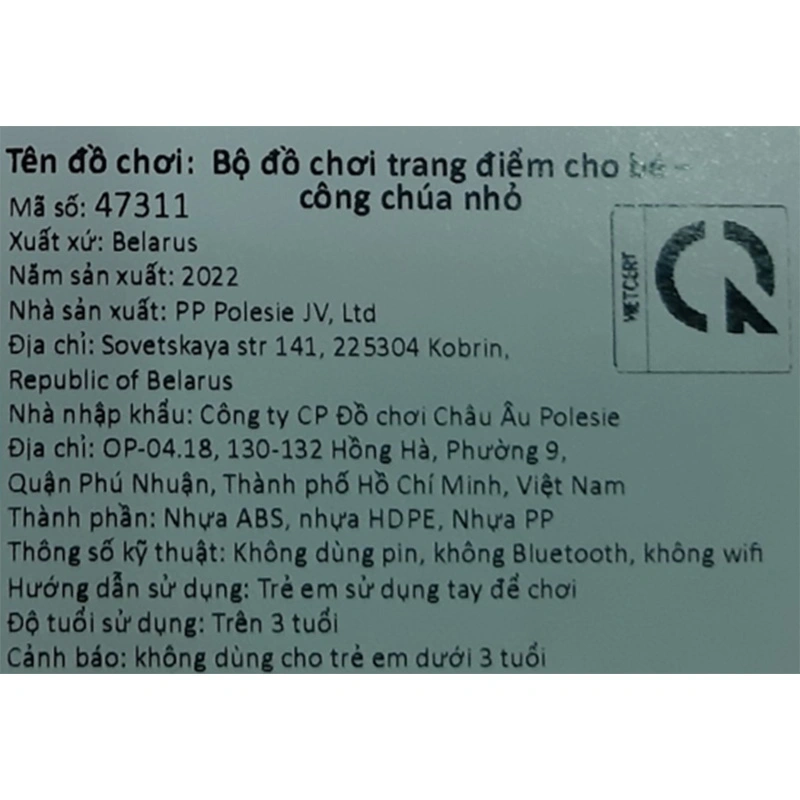 Tên đồ chơi: Bộ đồ chơi trang điểm cho bé -
công chúa nhỏ
Mã số: 47311
Xuất xứ: Belarus
Năm sản xuất: 2022
Nhà sản xuất: PP Polesie JV, Ltd
Địa chỉ: Sovetskaya str 141, 225304 Kobrin,
Republic of Belarus
Nhà nhập khẩu: Công ty CP Đồ chơi Châu Âu Polesie
Địa chỉ: OP-04.18, 130-132 Hồng Hà, Phường 9,
Quận Phú Nhuận, Thành phố Hồ Chí Minh, Việt Nam
Thành phần: Nhựa ABS, nhựa HDPE, Nhựa PP
Thông số kỹ thuật: Không dùng pin, không Bluetooth, không wifi
Hướng dẫn sử dụng: Trẻ em sử dụng tay để chơi
Độ tuổi sử dụng: Trên 3 tuổi
Cảnh báo: không dùng cho trẻ em dưới 3 tuổi
VIETCERT
CR